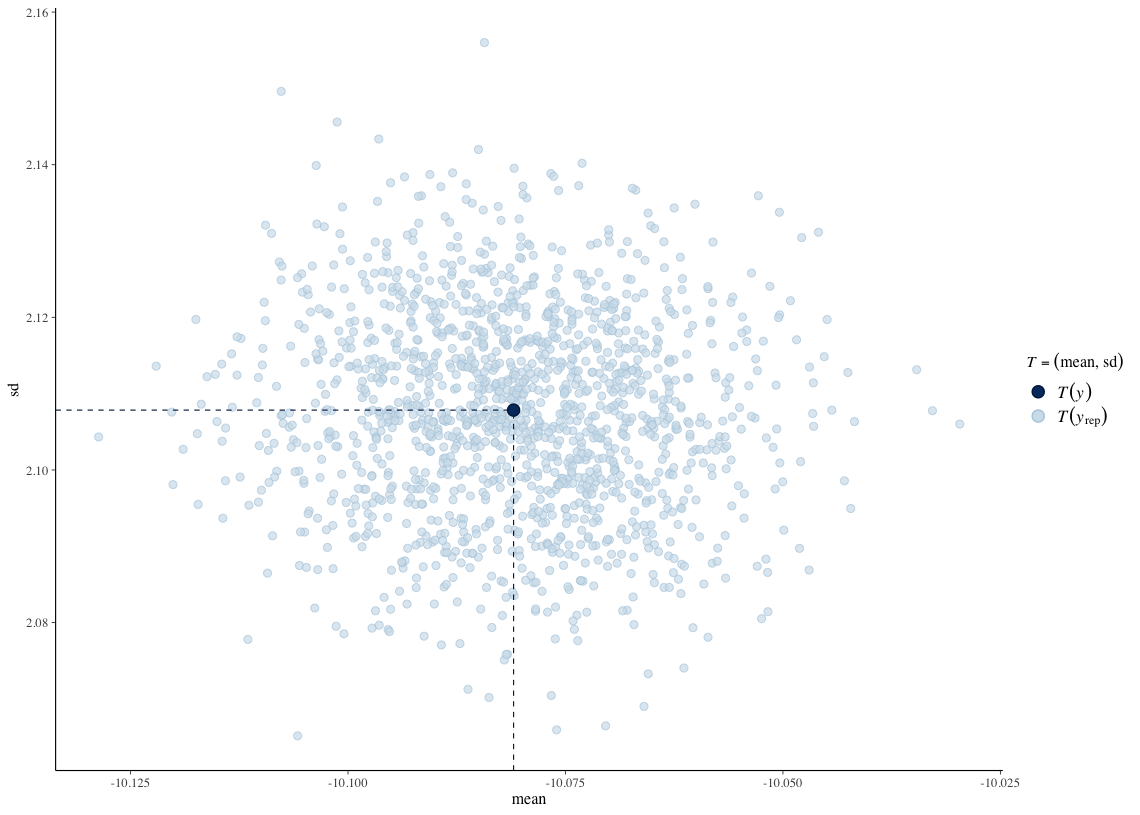 2.16
2.14
2.12
2.10
2.08
sd
-10.125
-10.100
-10.075
-10.050
-10.025
mean
T = (mean, sd)
T(y)
T(yrep)